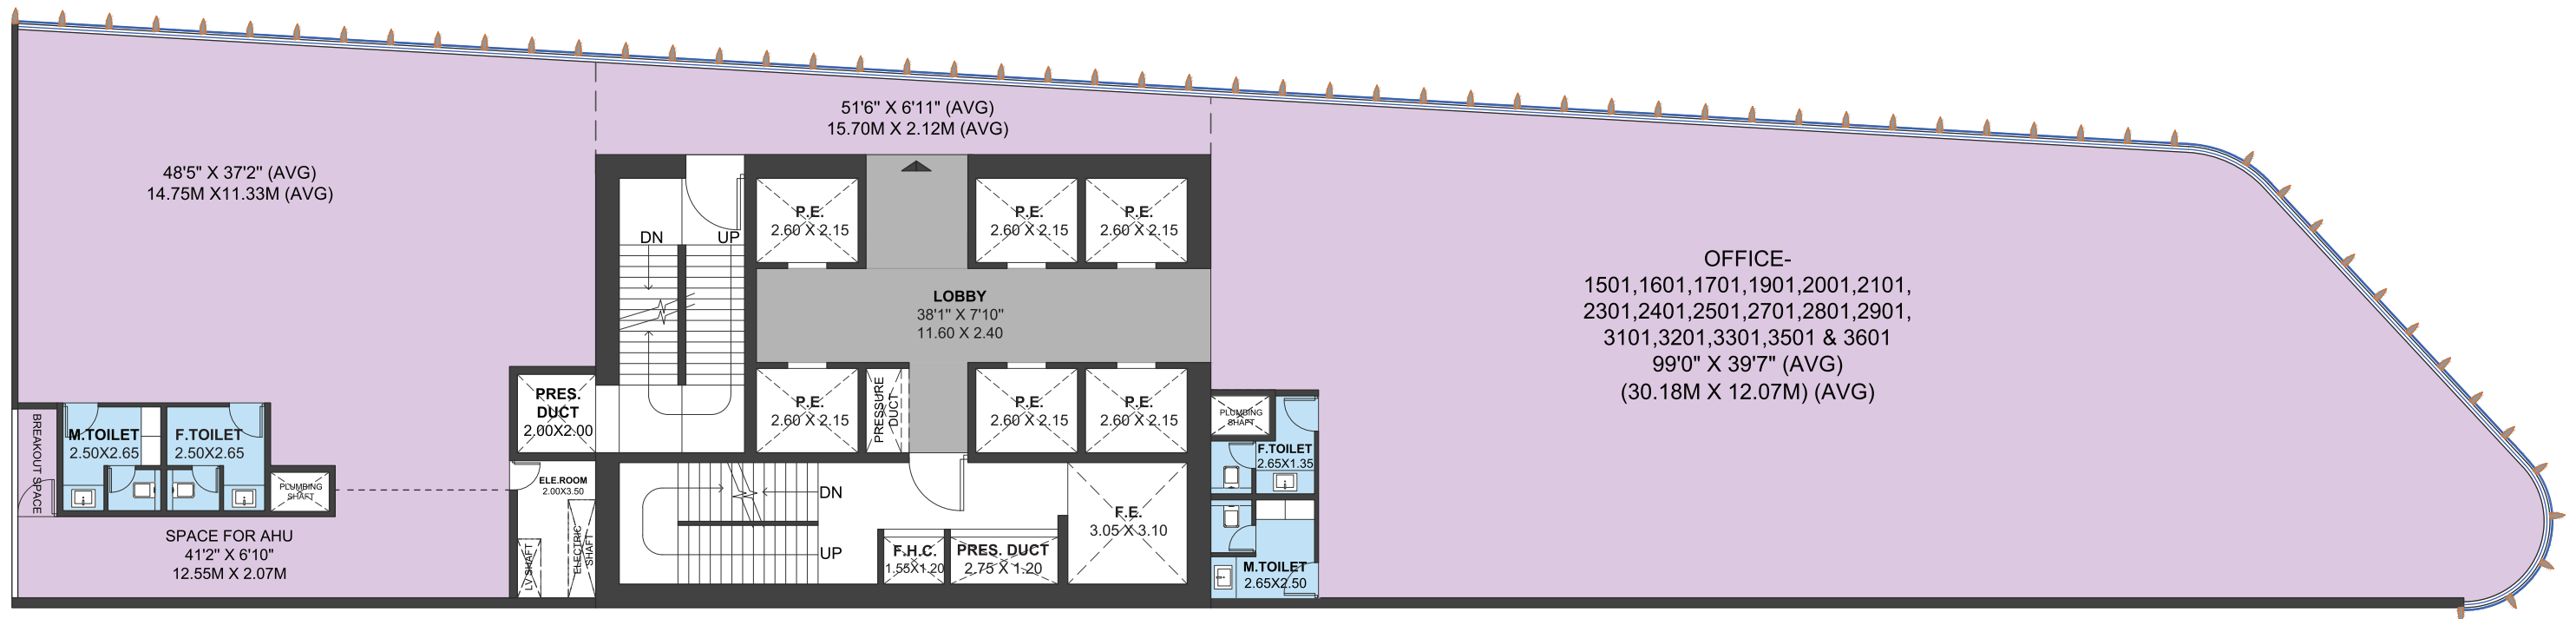 51'6" X 6'11" (AVG)
15.70M X 2.12M (AVG)
48'5" X 37'2" (AVG)
14.75M X11.33M (AVG)
P.E.
2.60 X 2.15
P.E.
2.60 X 2.15
P.E.
2.60 X 2.15
DN
UP
LOBBY
38'1" X 7'10"
11.60 X 2.40
OFFICE-
1501,1601,1701,1901,2001,2101,
2301,2401,2501,2701,2801,2901,
3101,3201,3301,3501 & 3601
99'0" X 39'7" (AVG)
(30.18M X 12.07M) (AVG)
PRES.
DUCT
2.00X2.00
P.E.
2.60 X 2.15
PRESSURE
DUCT
P.E.
2.60 X 2.15
P.E.
2.60 X 2.15
PLUMBING
SHAFT
F.TOILET
2.65X1.35
BREAKOUT SPACE
M.TOILET
2.50X2.65
F.TOILET
2.50X2.65
PLUMBING
SHAFT
ELE.ROOM
2.00X3.50
DN
UP
F.E.
3.05 X 3.10
SPACE FOR AHU
41'2" X 6'10"
12.55M X 2.07M
LV SHAFT
ELECTRIC
SHAFT
F.H.C.
1.55X1.20
PRES. DUCT
2.75 X 1.20
M.TOILET
2.65X2.50